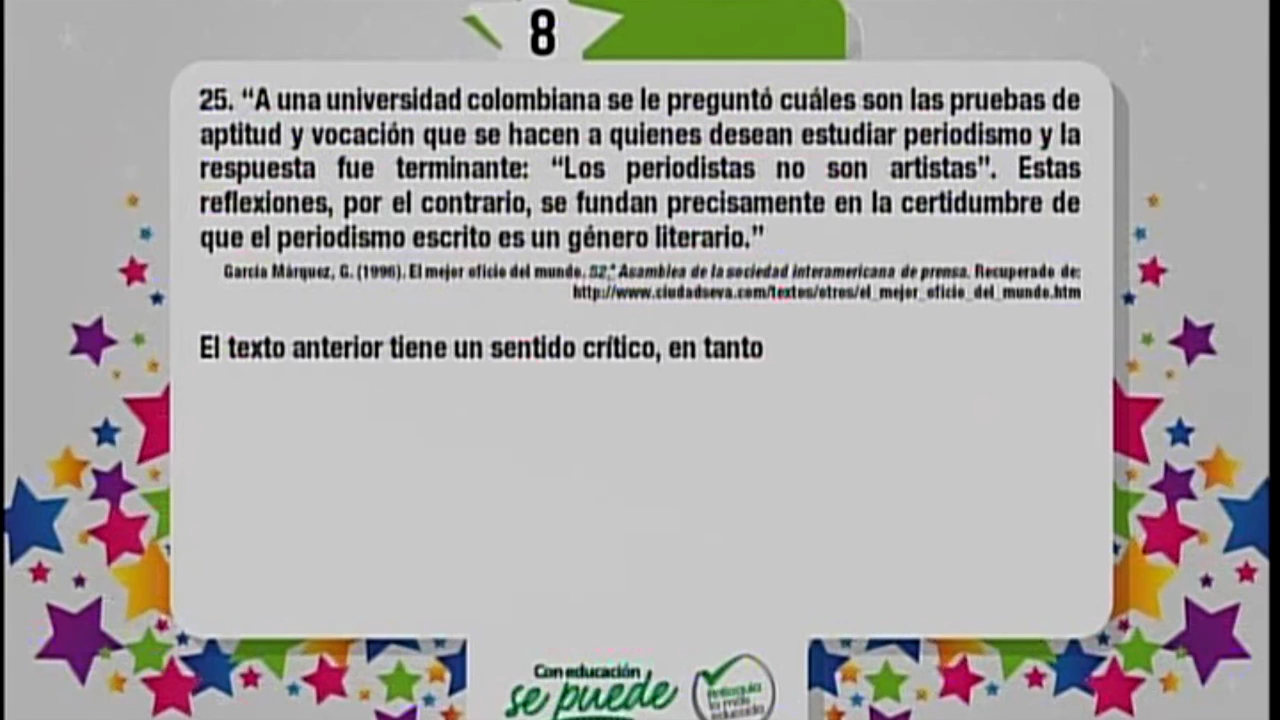 8
25. “A una universidad colombiana se le preguntó cuáles son las pruebas de
aptitud y vocación que se hacen a quienes desean estudiar periodismo y la
respuesta fue terminante: “Los periodistas no son artistas”. Estas
reflexiones, por el contrario, se fundan precisamente en la certidumbre de
que el periodismo escrito es un género literario.”
García Márquez, G. (1996). El mejor oficio del mundo. 52.ª Asamblea de la sociedad interamericana de prensa. Recuperado de:
http://www.ciudadseva.com/textos/otros/el_mejor_oficio_del_mundo.htm
El texto anterior tiene un sentido crítico, en tanto
Con educación
se puede
Antioquia
la más
educada